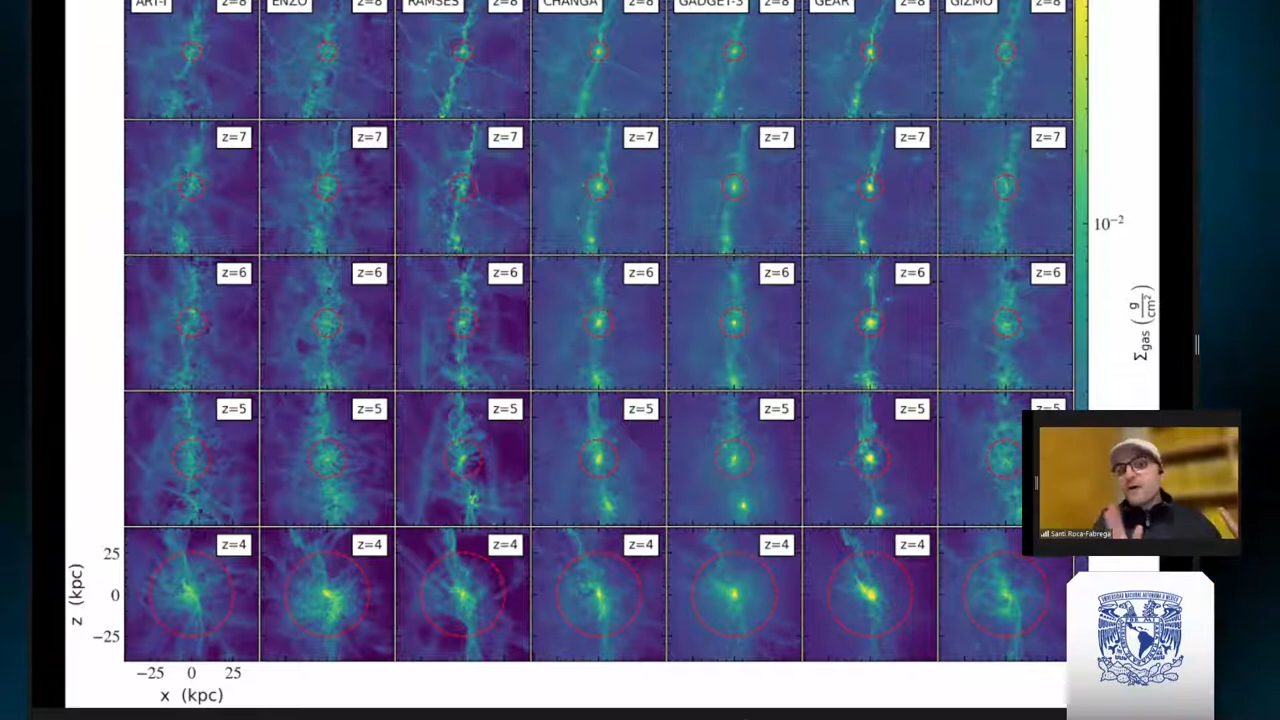 ART-I z=8 ENZO z=8 RAMSES z=8 CHANGA z=8 GADGET-3 z=8 GEAR z=8 GIZMO z=8
z=7 z=7 z=7 z=7 z=7 z=7 z=7
10⁻²
z=6 z=6 z=6 z=6 z=6 z=6 z=6
Σgas (g/cm²)
z=5 z=5 z=5 z=5 z=5 z=5 z=5
Santi Roca-Fabrega
z=4 z=4 z=4 z=4 z=4 z=4
25
0
−25
z (kpc)
−25 0 25
x (kpc)